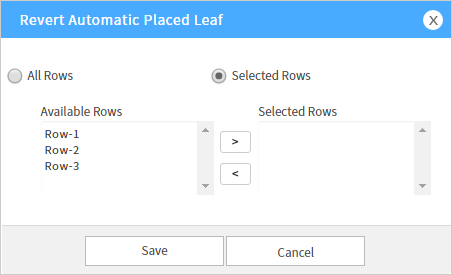 Revert Automatic Placed Leaf X
All Rows Selected Rows
Available Rows Selected Rows
Row-1
Row-2
Row-3
>
<
Save Cancel